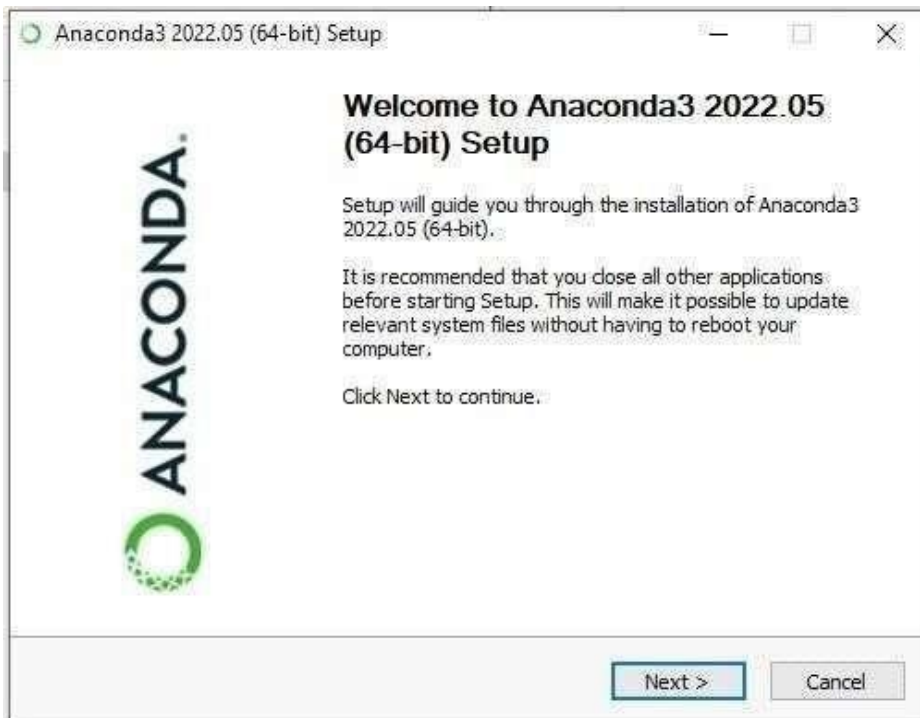 Anaconda3 2022.05 (64-bit) Setup
ANACONDA.
Welcome to Anaconda3 2022.05
(64-bit) Setup
Setup will guide you through the installation of Anaconda3
2022.05 (64-bit).
It is recommended that you close all other applications
before starting Setup. This will make it possible to update
relevant system files without having to reboot your
computer.
Click Next to continue.
Next >
Cancel